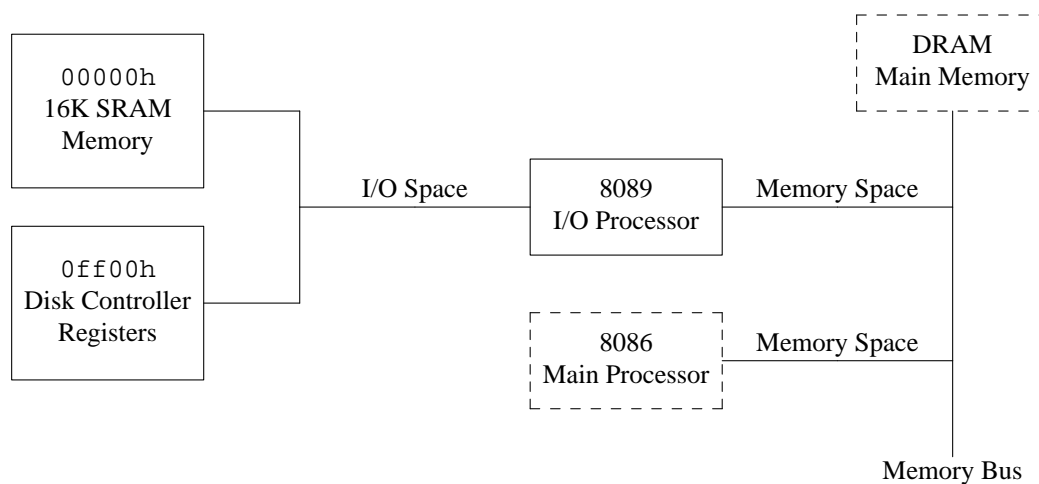 00000h
16K SRAM
Memory
0ff00h
Disk Controller
Registers
I/O Space
8089
I/O Processor
Memory Space
8086
Main Processor
Memory Space
DRAM
Main Memory
Memory Bus